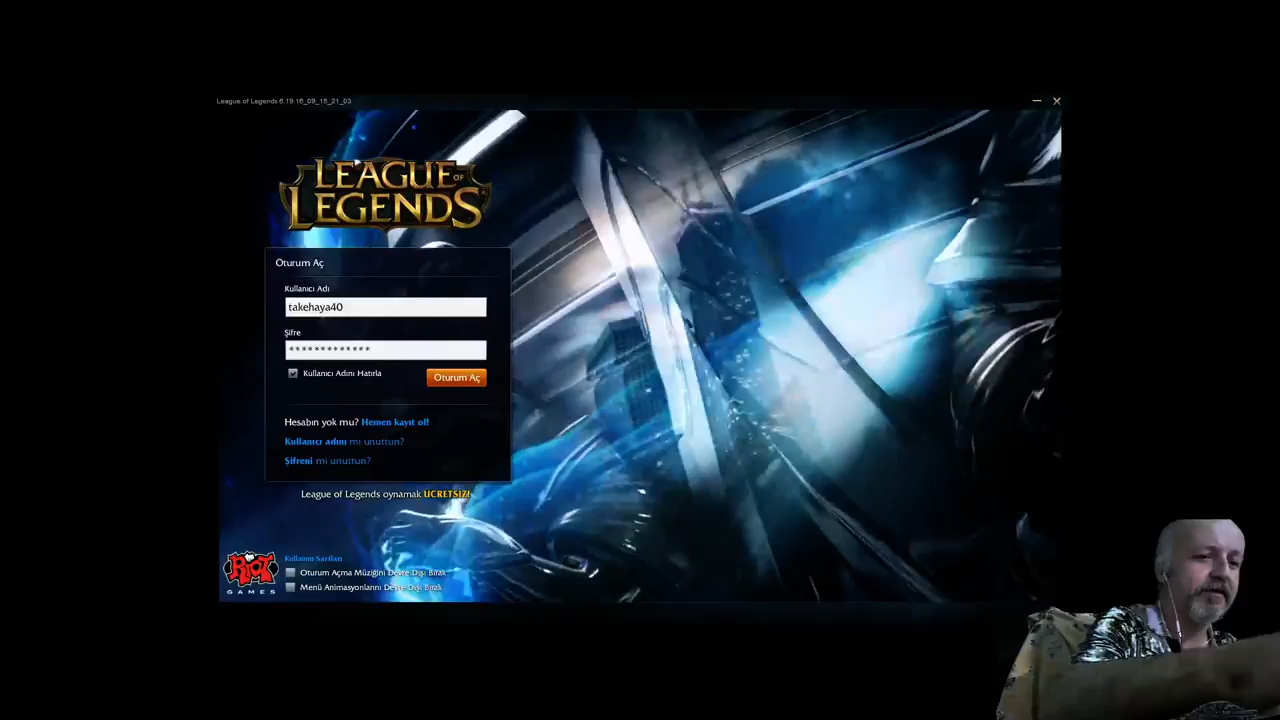 League of Legends 6.19.16_09_15_21_03
LEAGUE OF
LEGENDS
Oturum Aç
Kullanıcı Adı
takehaya40
Şifre
*************
Kullanıcı Adını Hatırla
Oturum Aç
Hesabın yok mu? Hemen kayıt ol!
Kullanıcı adını mı unuttun?
Şifreni mi unuttun?
League of Legends oynamak ÜCRETSİZ!
RIOT
GAMES
Kullanım Şartları
Oturum Açma Müziğini Devre Dışı Bırak
Menü Animasyonlarını Devre Dışı Bırak